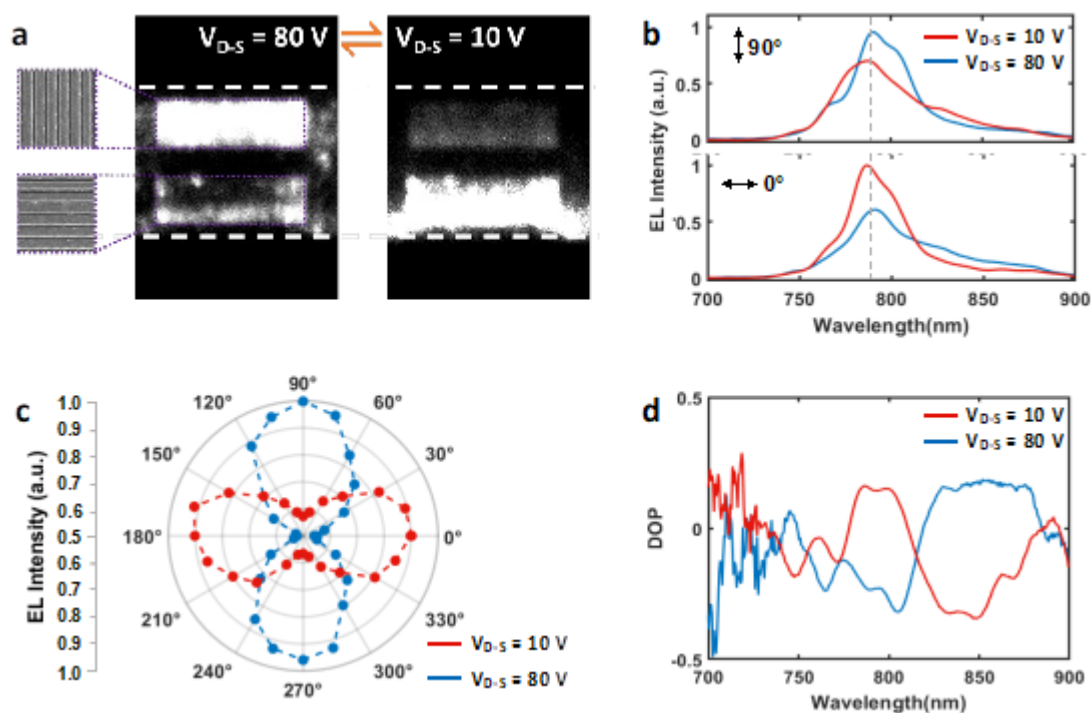 a
V_D-S = 80 V ⇌ V_D-S = 10 V
b
EL Intensity (a.u.)
1
0.5
0
90°
V_D-S = 10 V
V_D-S = 80 V
1
0.5
0
0°
700 750 800 850 900
Wavelength(nm)
c
EL Intensity (a.u.)
1.0
0.9
0.8
0.7
0.6
0.5
0.6
0.7
0.8
0.9
1.0
90°
120° 60°
150° 30°
180° 0°
210° 330°
240° 300°
270°
V_D-S = 10 V
V_D-S = 80 V
d
DOP
0.5
0
-0.5
V_D-S = 10 V
V_D-S = 80 V
700 750 800 850 900
Wavelength(nm)